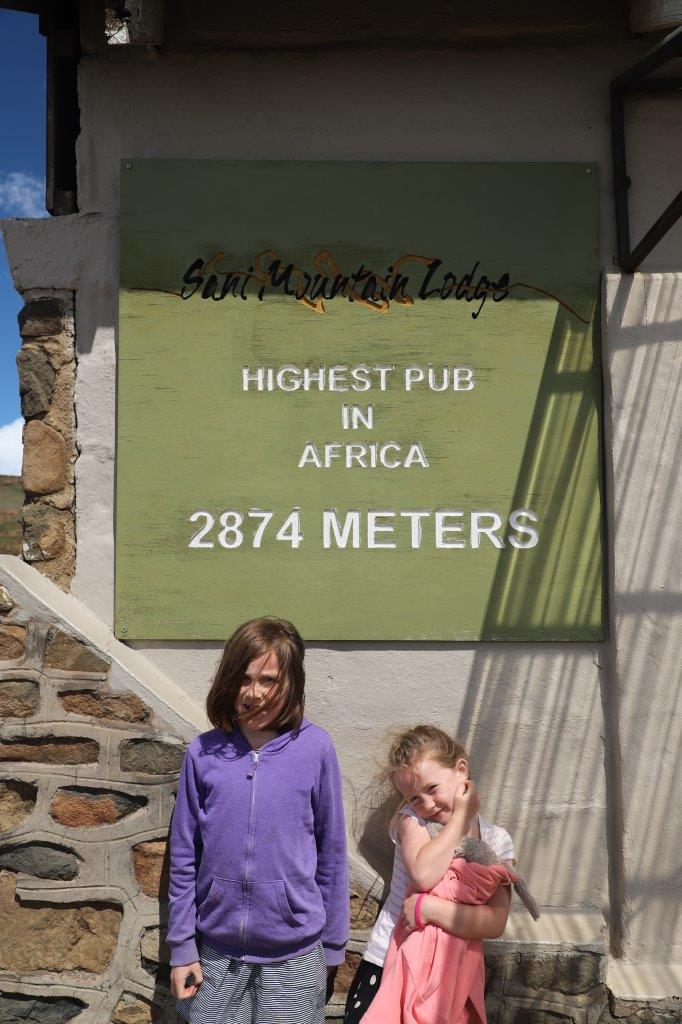 Sani Mountain Lodge
HIGHEST PUB
IN
AFRICA
2874 METERS